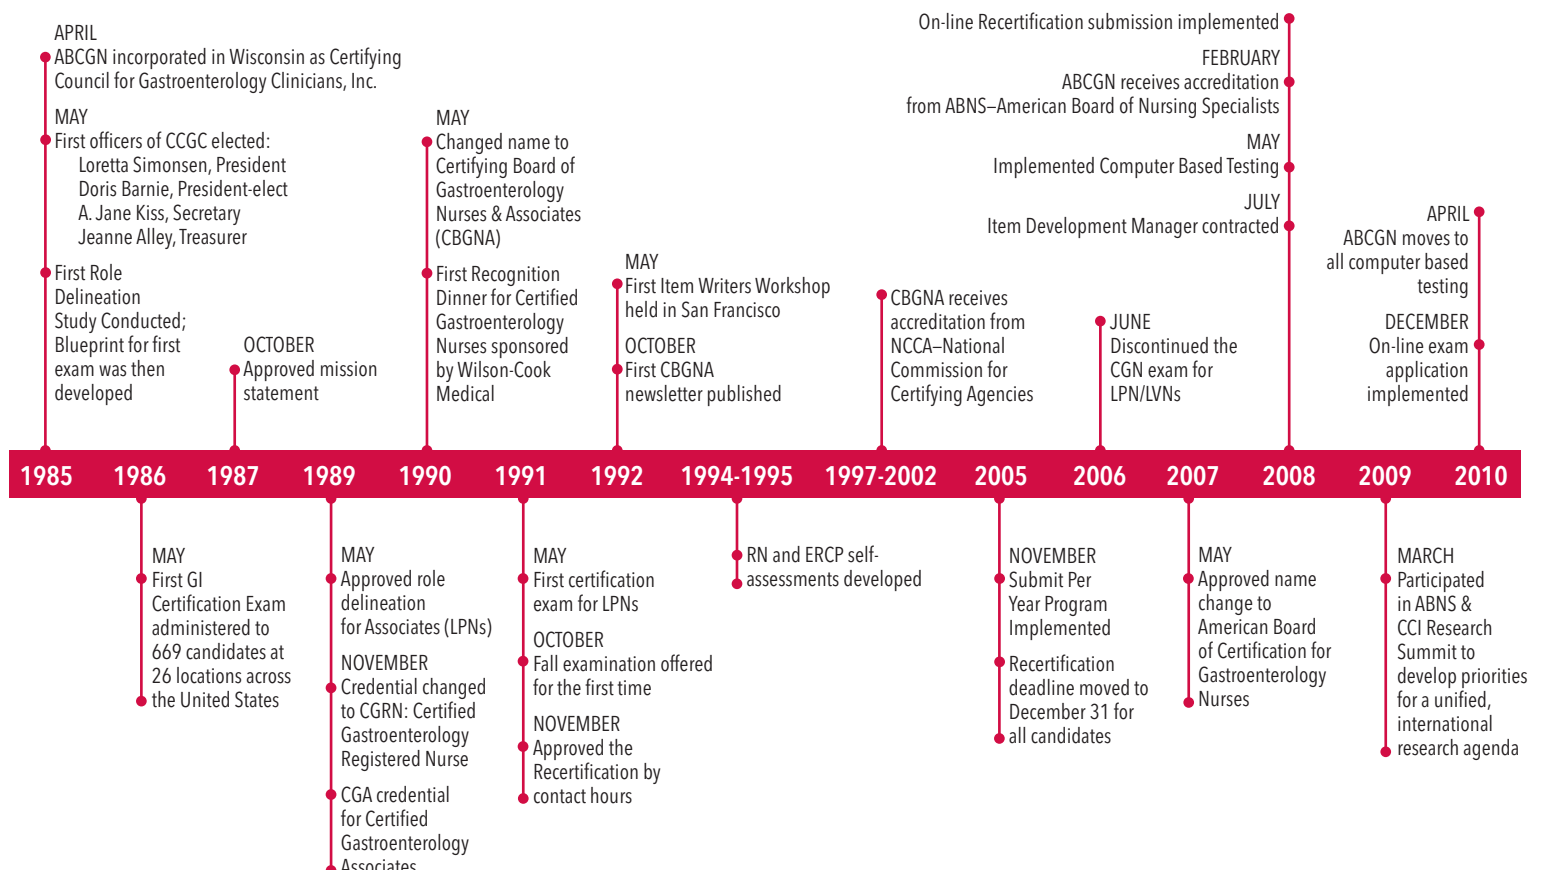 APRIL
ABCGN incorporated in Wisconsin as Certifying
Council for Gastroenterology Clinicians, Inc.
MAY
First officers of CCGC elected:
Loretta Simonsen, President
Doris Barnie, President-elect
A. Jane Kiss, Secretary
Jeanne Alley, Treasurer
First Role
Delineation
Study Conducted;
Blueprint for first
exam was then
developed
OCTOBER
Approved mission
statement
MAY
Changed name to
Certifying Board of
Gastroenterology
Nurses & Associates
(CBGNA)
First Recognition
Dinner for Certified
Gastroenterology
Nurses sponsored
by Wilson-Cook
Medical
MAY
First Item Writers Workshop
held in San Francisco
OCTOBER
First CBGNA
newsletter published
CBGNA receives
accreditation from
NCCA–National
Commission for
Certifying Agencies
JUNE
Discontinued the
CGN exam for
LPN/LVNs
On-line Recertification submission implemented
FEBRUARY
ABCGN receives accreditation
from ABNS–American Board of Nursing Specialists
MAY
Implemented Computer Based Testing
JULY
Item Development Manager contracted
APRIL
ABCGN moves to
all computer based
testing
DECEMBER
On-line exam
application
implemented
1985 1986 1987 1989 1990 1991 1992 1994-1995 1997-2002 2005 2006 2007 2008 2009 2010
MAY
First GI
Certification Exam
administered to
669 candidates at
26 locations across
the United States
MAY
Approved role
delineation
for Associates (LPNs)
NOVEMBER
Credential changed
to CGRN: Certified
Gastroenterology
Registered Nurse
CGA credential
for Certified
Gastroenterology
Associates
MAY
First certification
exam for LPNs
OCTOBER
Fall examination offered
for the first time
NOVEMBER
Approved the
Recertification by
contact hours
RN and ERCP self-
assessments developed
NOVEMBER
Submit Per
Year Program
Implemented
Recertification
deadline moved to
December 31 for
all candidates
MAY
Approved name
change to
American Board
of Certification for
Gastroenterology
Nurses
MARCH
Participated
in ABNS &
CCI Research
Summit to
develop priorities
for a unified,
international
research agenda